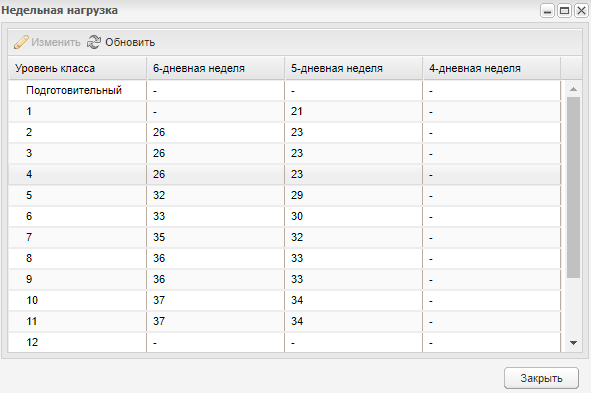 Недельная нагрузка
Изменить Обновить
Уровень класса 6-дневная неделя 5-дневная неделя 4-дневная неделя
Подготовительный - - -
1 - 21 -
2 26 23 -
3 26 23 -
4 26 23 -
5 32 29 -
6 33 30 -
7 35 32 -
8 36 33 -
9 36 33 -
10 37 34 -
11 37 34 -
12 - - -
Закрыть